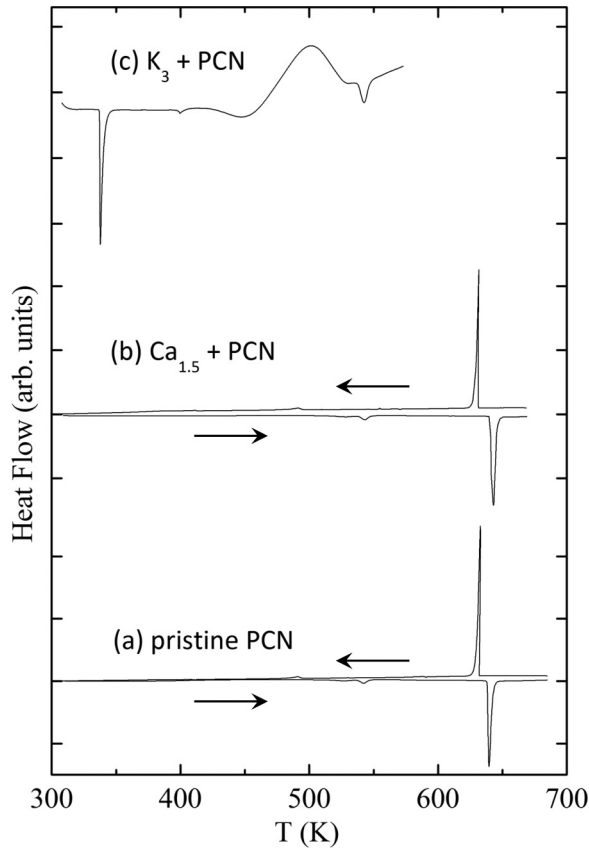 (c) K₃ + PCN
(b) Ca₁.₅ + PCN
(a) pristine PCN
Heat Flow (arb. units)
300 400 500 600 700
T (K)